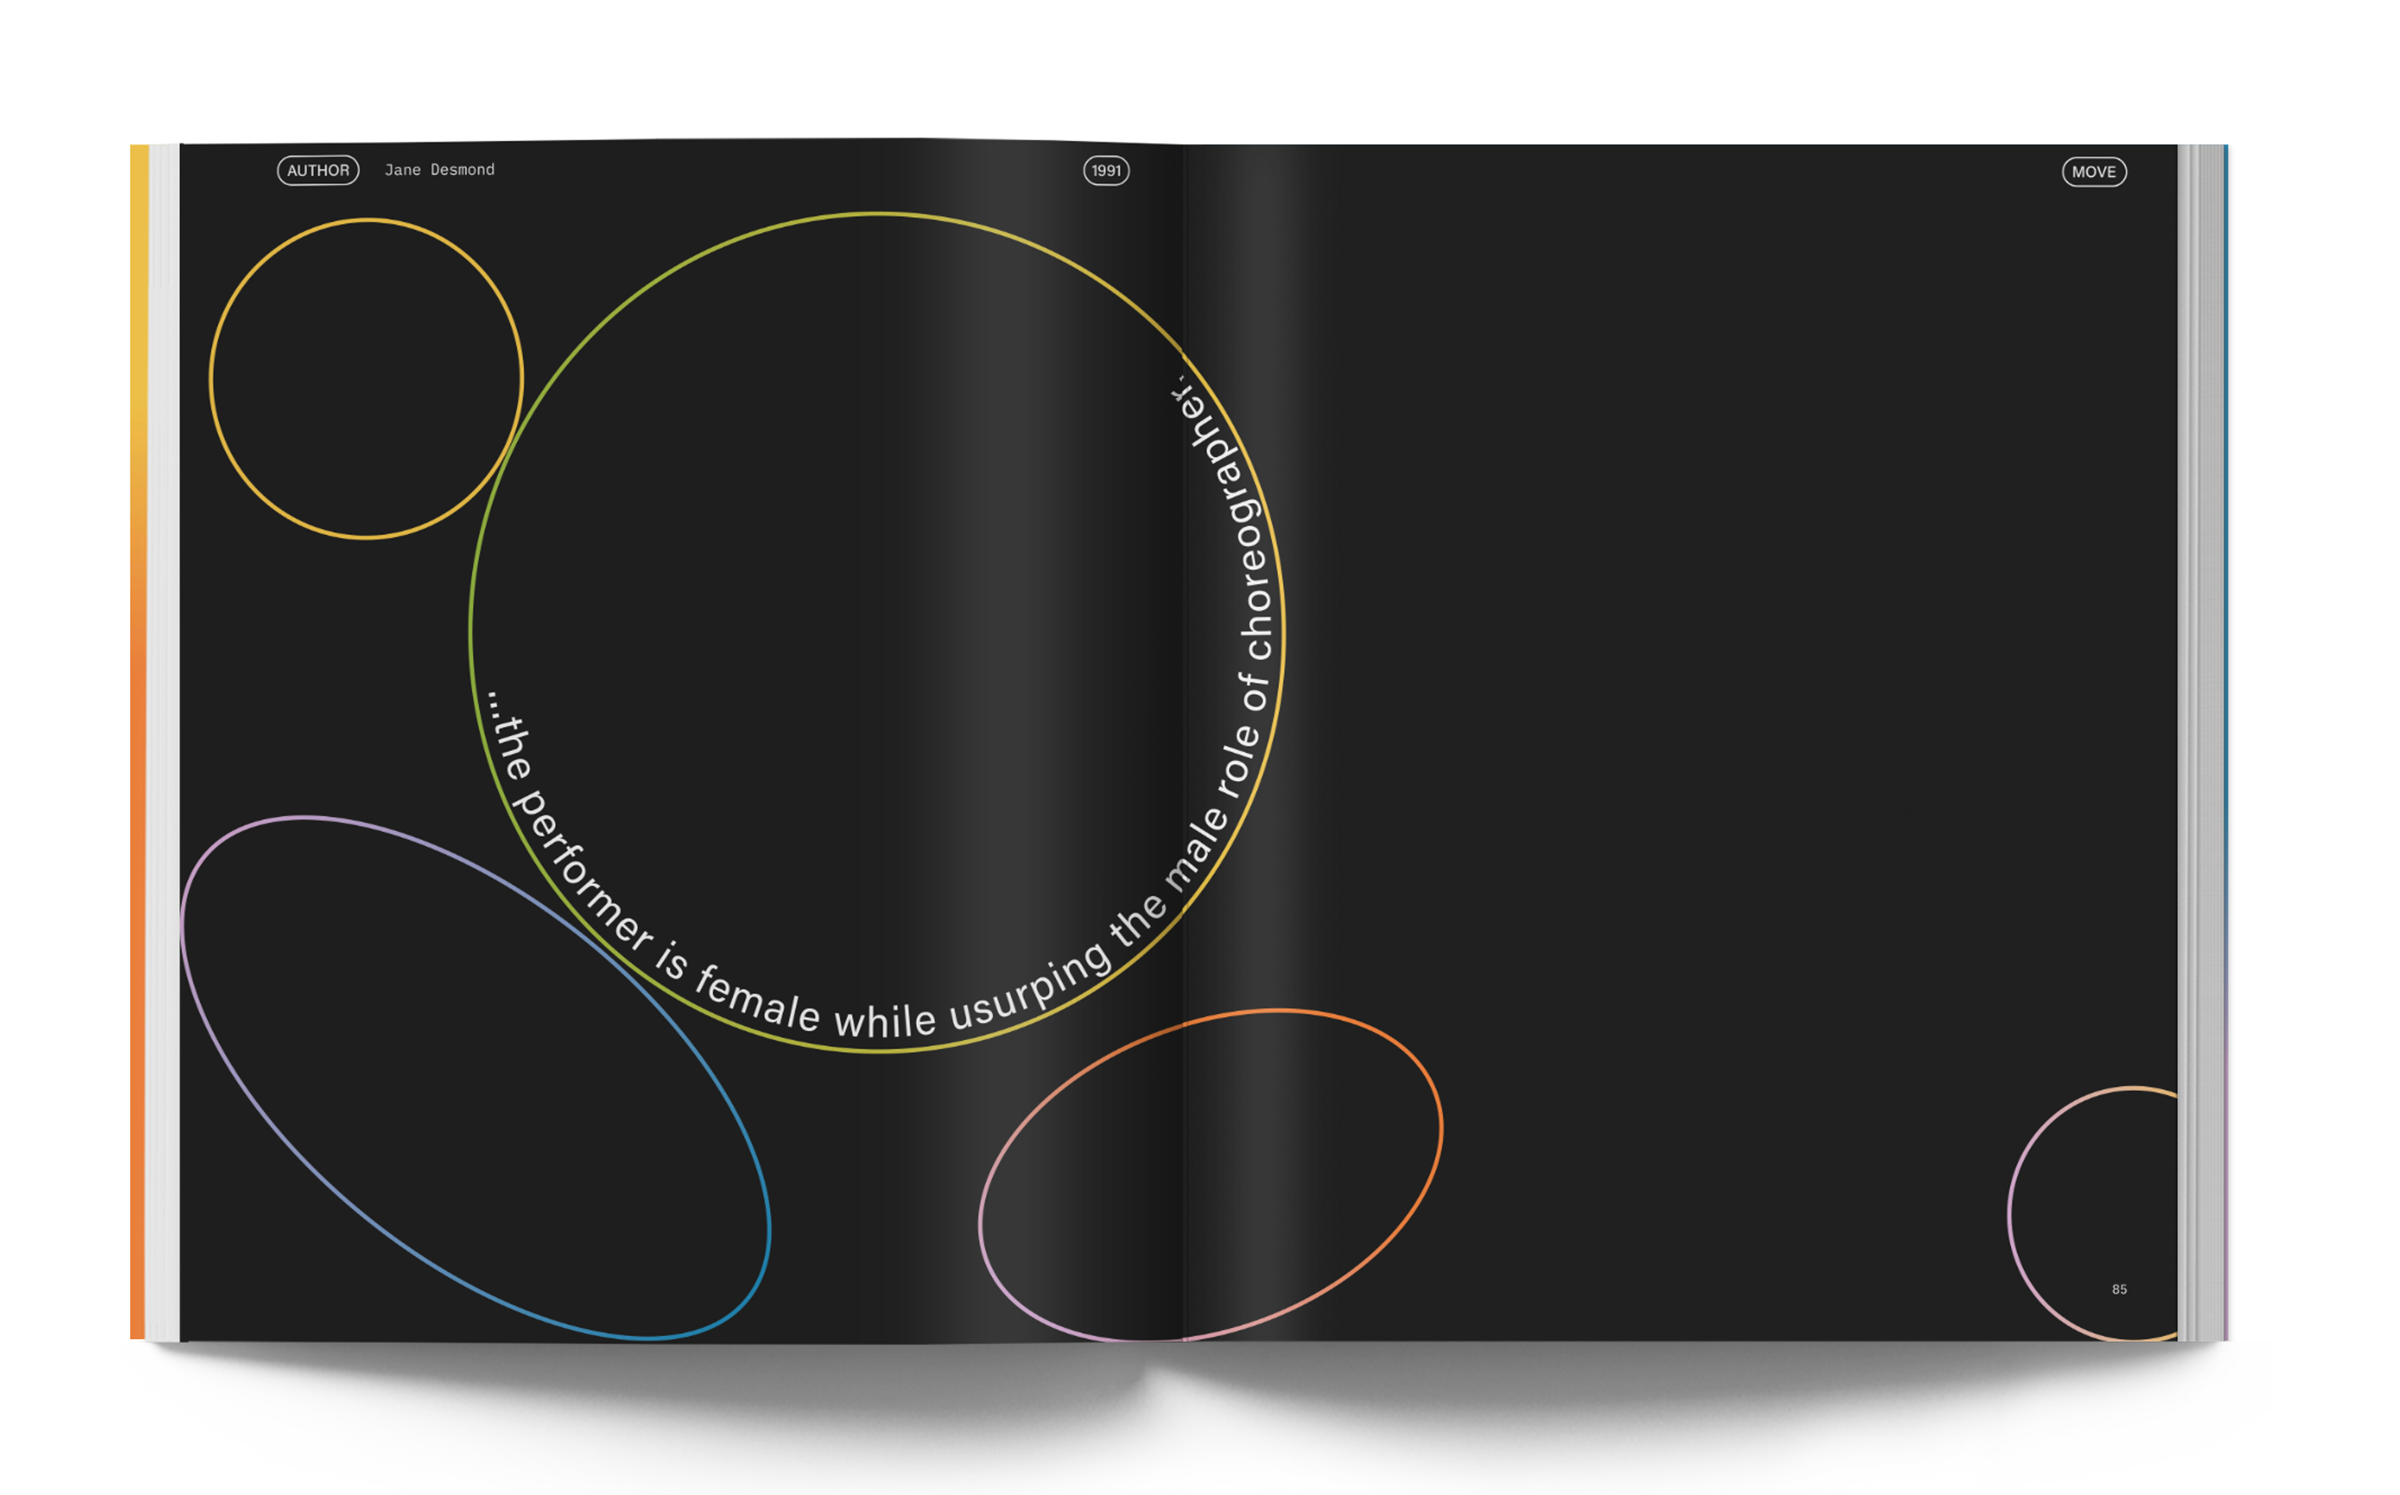 AUTHOR Jane Desmond
1991
MOVE
...the performer is female while usurping the male role of choreographer.
85